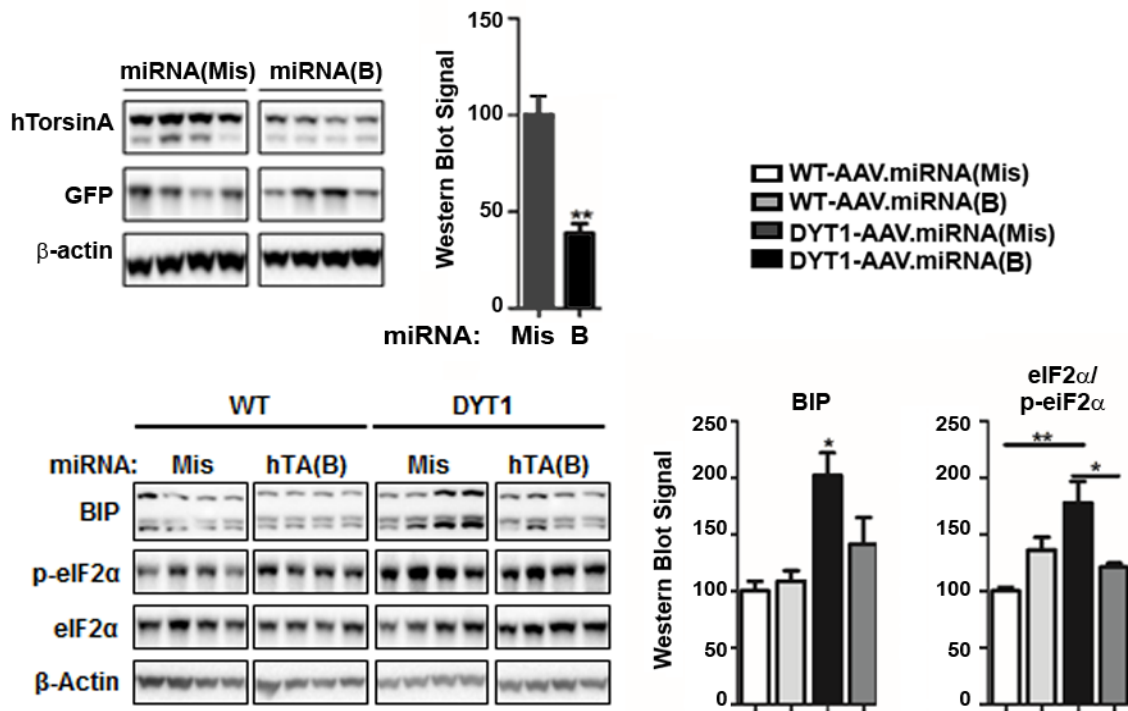 miRNA(Mis) miRNA(B)
hTorsinA
GFP
β-actin
Western Blot Signal
150
100
50
0
**
miRNA: Mis B
WT-AAV.miRNA(Mis)
WT-AAV.miRNA(B)
DYT1-AAV.miRNA(Mis)
DYT1-AAV.miRNA(B)
WT DYT1
miRNA: Mis hTA(B) Mis hTA(B)
BIP
p-eIF2α
eIF2α
β-Actin
BIP
Western Blot Signal
250
200
150
100
50
0
*
eIF2α/
p-eiF2α
250
200
150
100
50
0
**
*